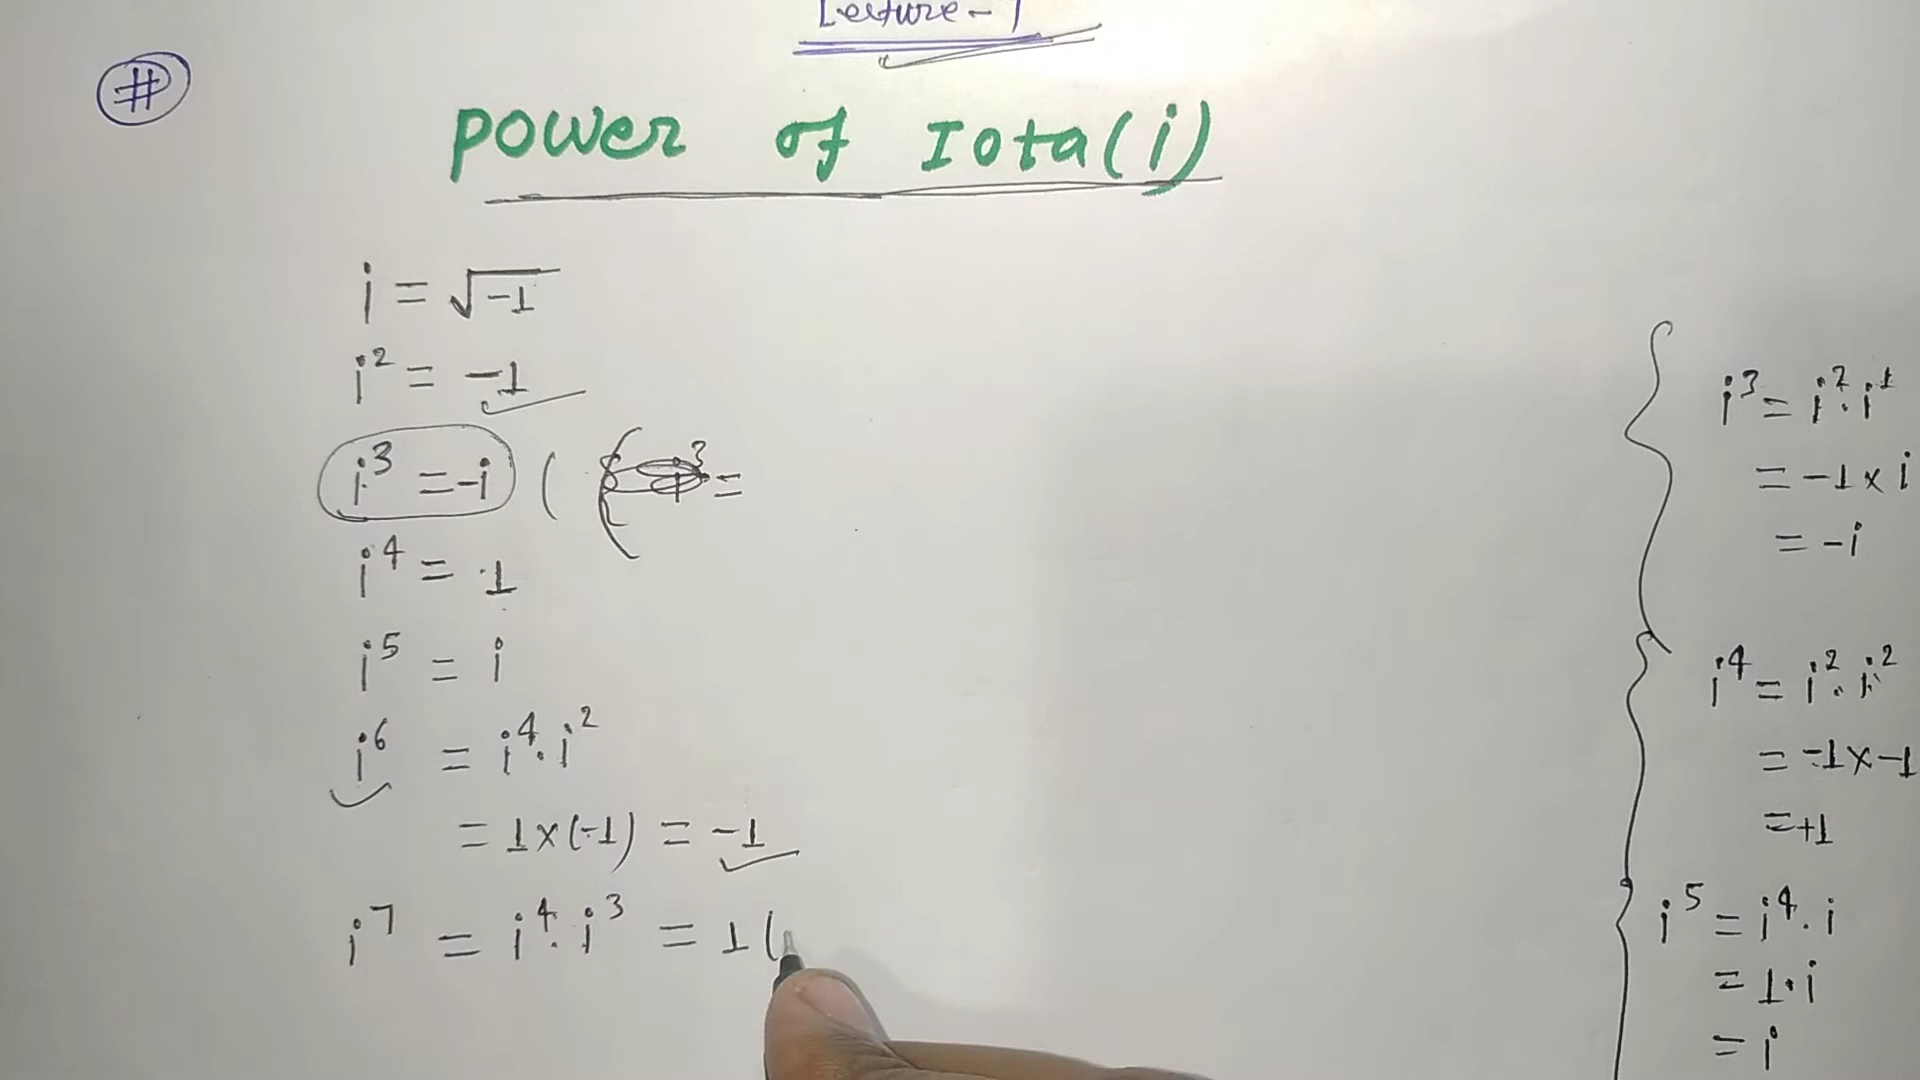 Lecture-1
#
Power of Iota(i)
i = √-1
i² = -1
i³ = -i ( ( i³ =
i⁴ = 1
i⁵ = i
i⁶ = i⁴.i²
= 1×(-1) = -1
i⁷ = i⁴.i³ = 1(
i³ = i².i¹
= -1×i
= -i
i⁴ = i².i²
= -1×-1
= +1
i⁵ = i⁴.i
= 1.i
= i